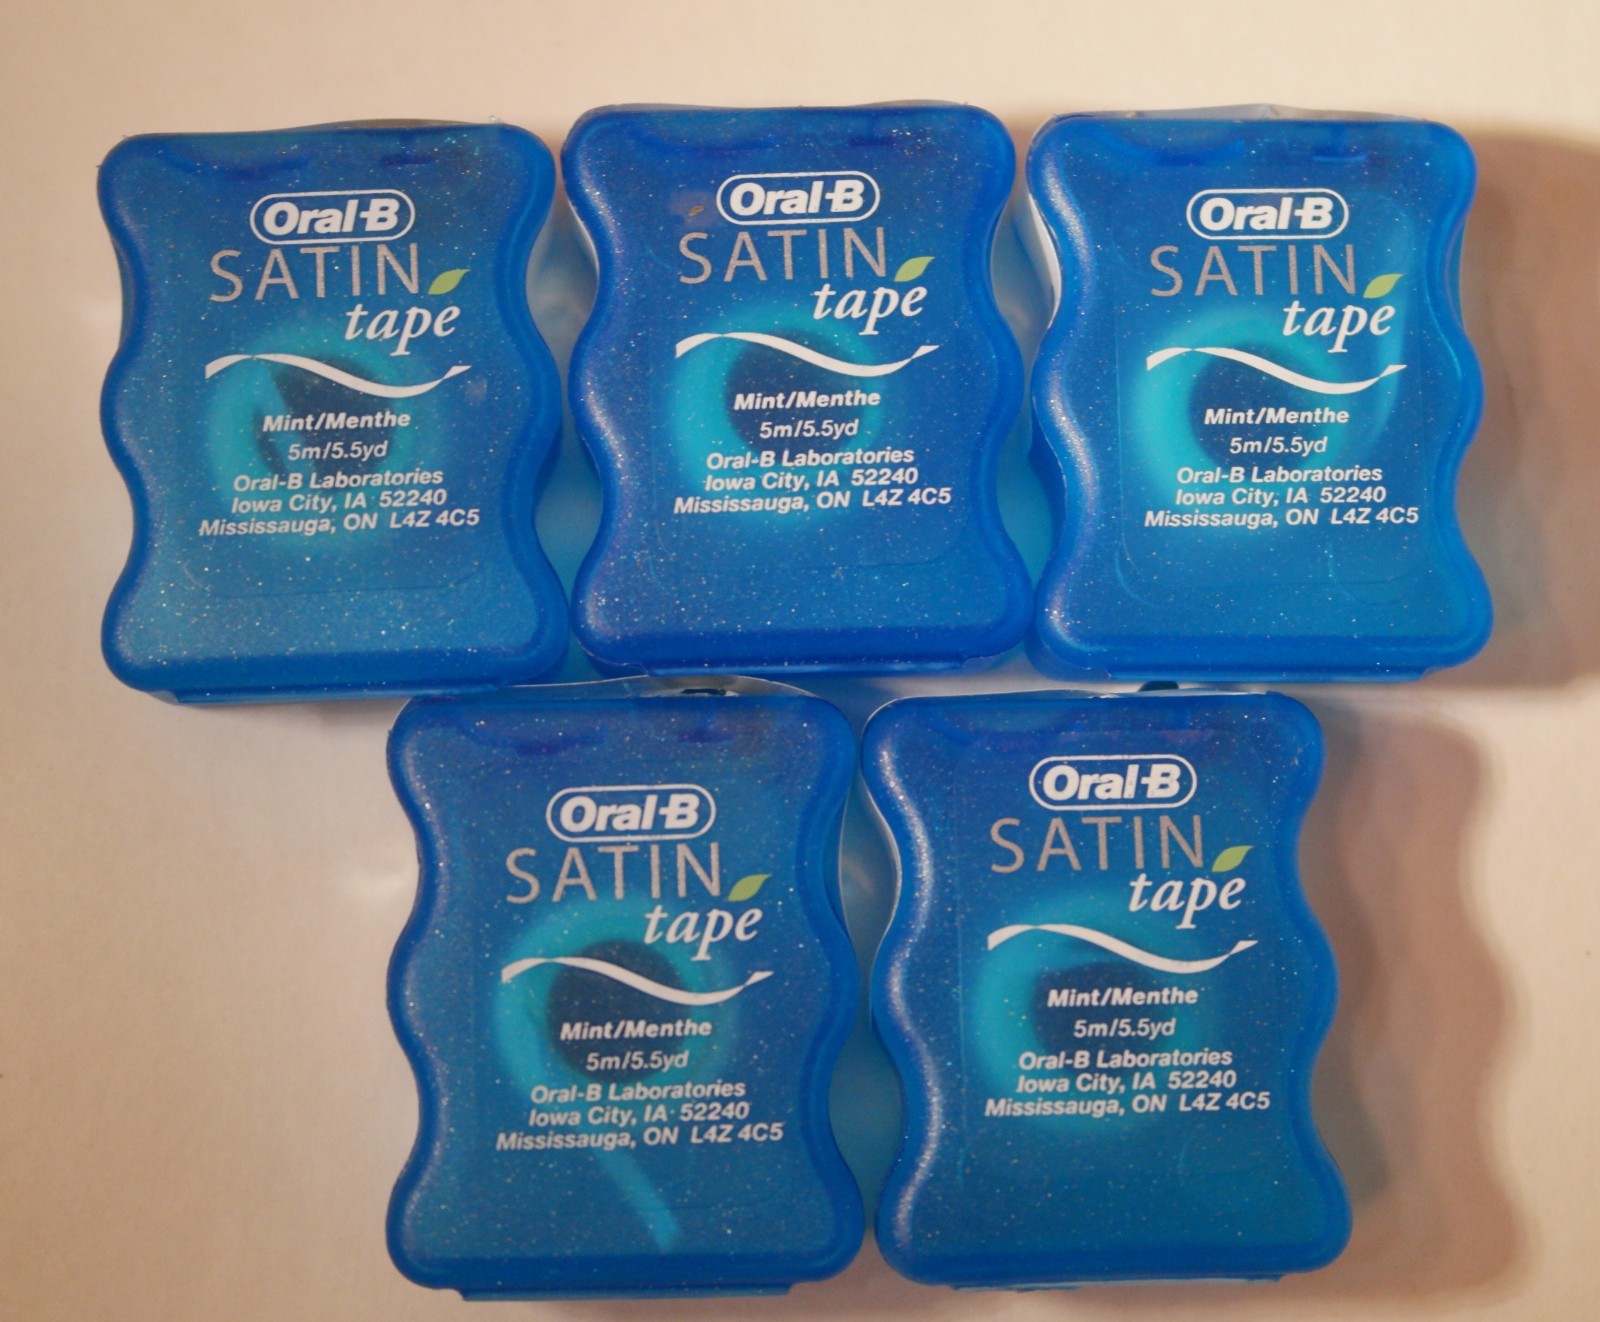 Oral-B
SATIN
tape
Mint/Menthe
5m/5.5yd
Oral-B Laboratories
Iowa City, IA 52240
Mississauga, ON L4Z 4C5
Oral-B
SATIN
tape
Mint/Menthe
5m/5.5yd
Oral-B Laboratories
Iowa City, IA 52240
Mississauga, ON L4Z 4C5
Oral-B
SATIN
tape
Mint/Menthe
5m/5.5yd
Oral-B Laboratories
Iowa City, IA 52240
Mississauga, ON L4Z 4C5
Oral-B
SATIN
tape
Mint/Menthe
5m/5.5yd
Oral-B Laboratories
Iowa City, IA 52240
Mississauga, ON L4Z 4C5
Oral-B
SATIN
tape
Mint/Menthe
5m/5.5yd
Oral-B Laboratories
Iowa City, IA 52240
Mississauga, ON L4Z 4C5